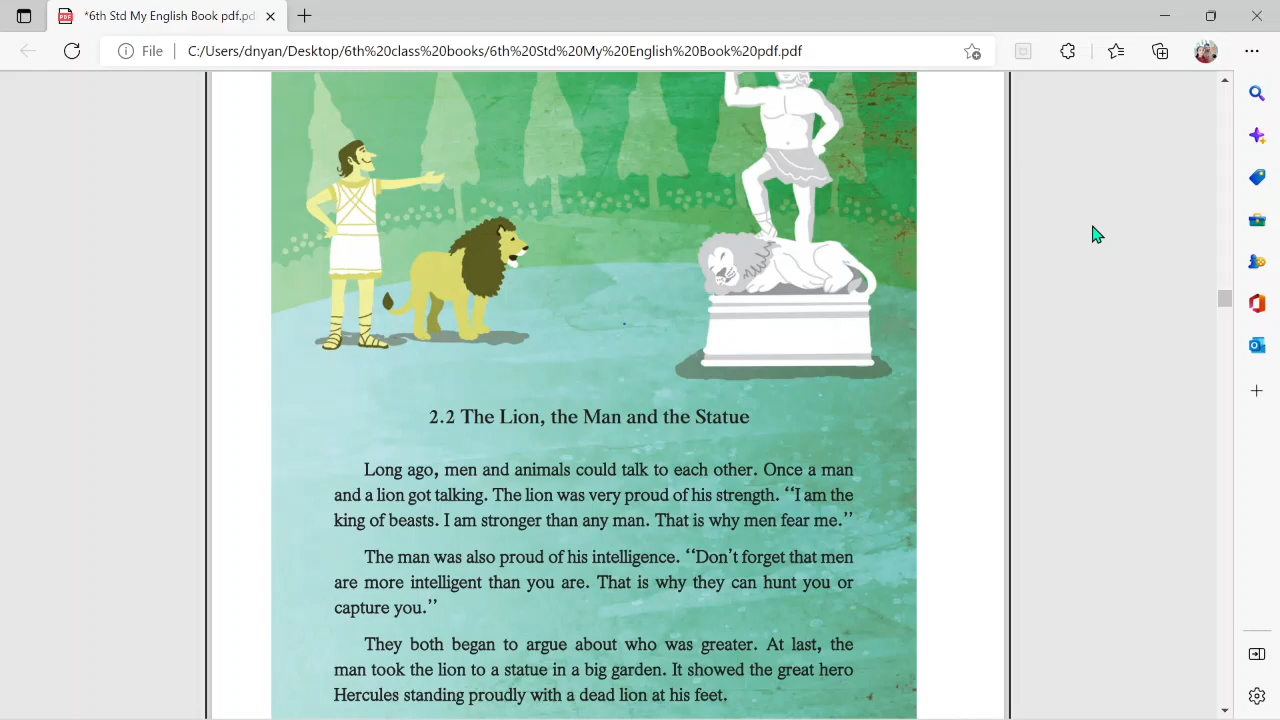 *6th Std My English Book pdf.pdf
File
C:/Users/dnyan/Desktop/6th%20class%20books/6th%20Std%20My%20English%20Book%20pdf.pdf
2.2 The Lion, the Man and the Statue
Long ago, men and animals could talk to each other. Once a man
and a lion got talking. The lion was very proud of his strength. ‘‘I am the
king of beasts. I am stronger than any man. That is why men fear me.’’
The man was also proud of his intelligence. ‘‘Don’t forget that men
are more intelligent than you are. That is why they can hunt you or
capture you.’’
They both began to argue about who was greater. At last, the
man took the lion to a statue in a big garden. It showed the great hero
Hercules standing proudly with a dead lion at his feet.